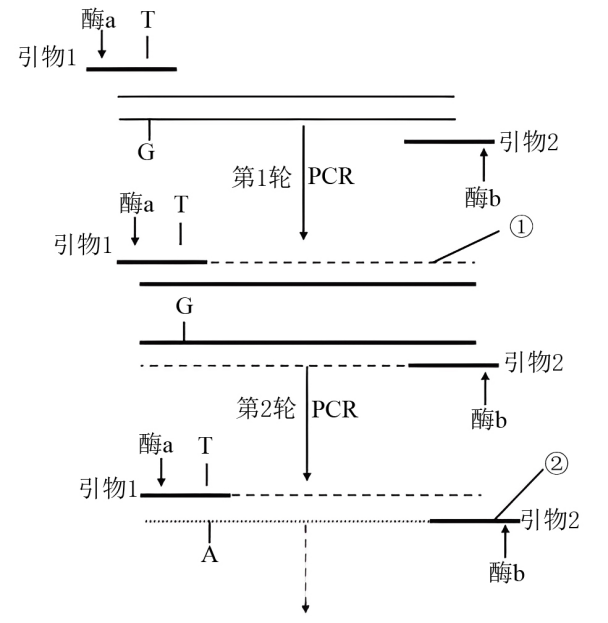 酶a T
引物1
G
引物2
酶b
第1轮 PCR
酶a T
引物1
①
G
引物2
酶b
第2轮 PCR
酶a T
引物1
②
引物2
A
酶b